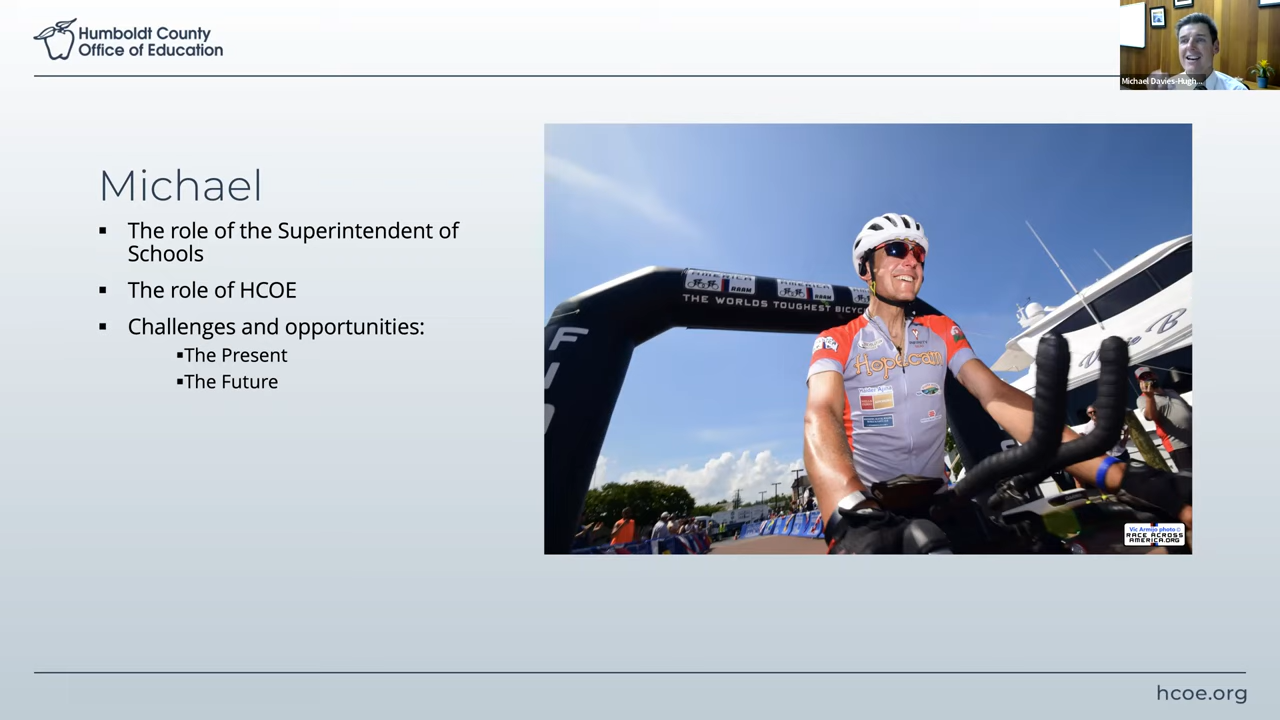 Humboldt County
Office of Education
Michael Davies-Hugh...
Michael
▪ The role of the Superintendent of
Schools
▪ The role of HCOE
▪ Challenges and opportunities:
▪The Present
▪The Future
RAAM
RAAM
THE WORLDS TOUGHEST BICYC
Hopecam
Vic Armijo photo ©
RACE ACROSS
AMERICA.ORG
hcoe.org